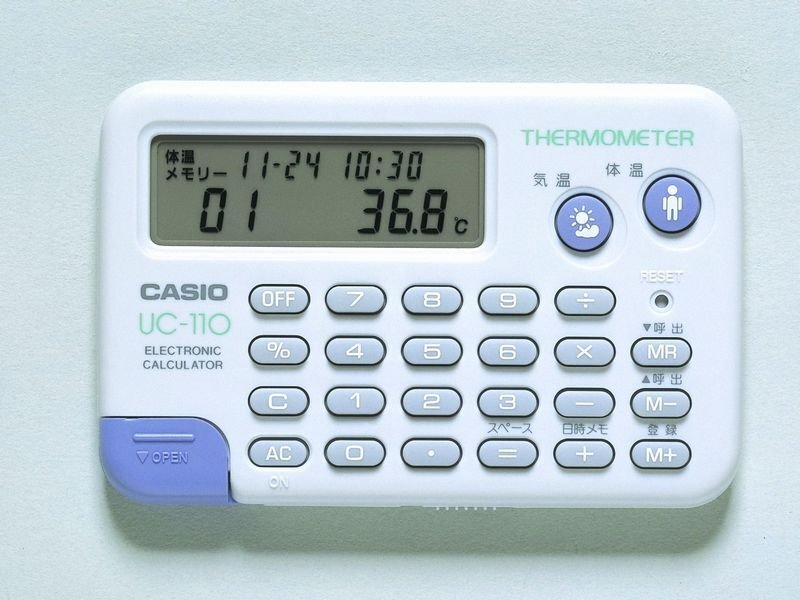 THERMOMETER
体温
メモリー 11-24 10:30
01 36.8℃
気温 体温
CASIO
UC-110
ELECTRONIC
CALCULATOR
RESET
OFF 7 8 9 ÷
▼呼出
% 4 5 6 × MR
▲呼出
C 1 2 3 − M−
スペース 日時メモ 登録
AC 0 · = + M+
ON
▽OPEN